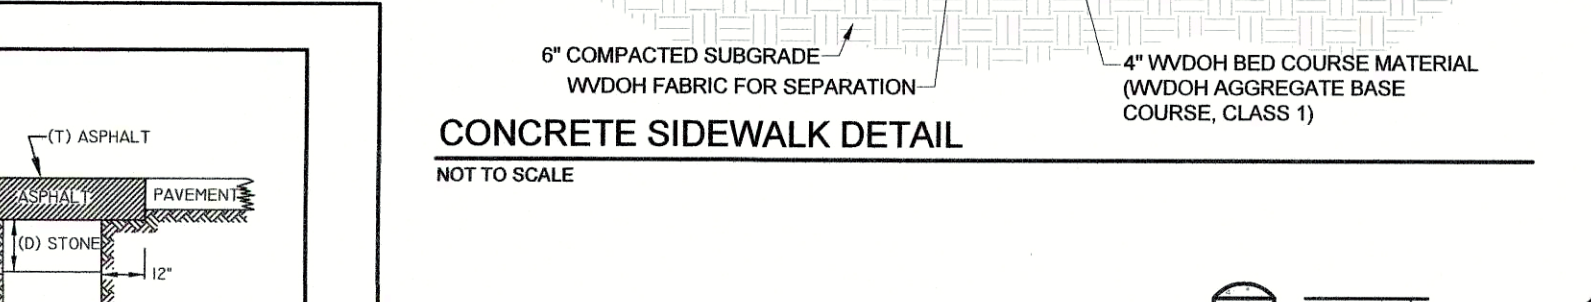 6" COMPACTED SUBGRADE
WVDOH FABRIC FOR SEPARATION
4" WVDOH BED COURSE MATERIAL
(WVDOH AGGREGATE BASE
COURSE, CLASS 1)
CONCRETE SIDEWALK DETAIL
NOT TO SCALE
(T) ASPHALT
ASPHALT
PAVEMENT
(D) STONE
12"